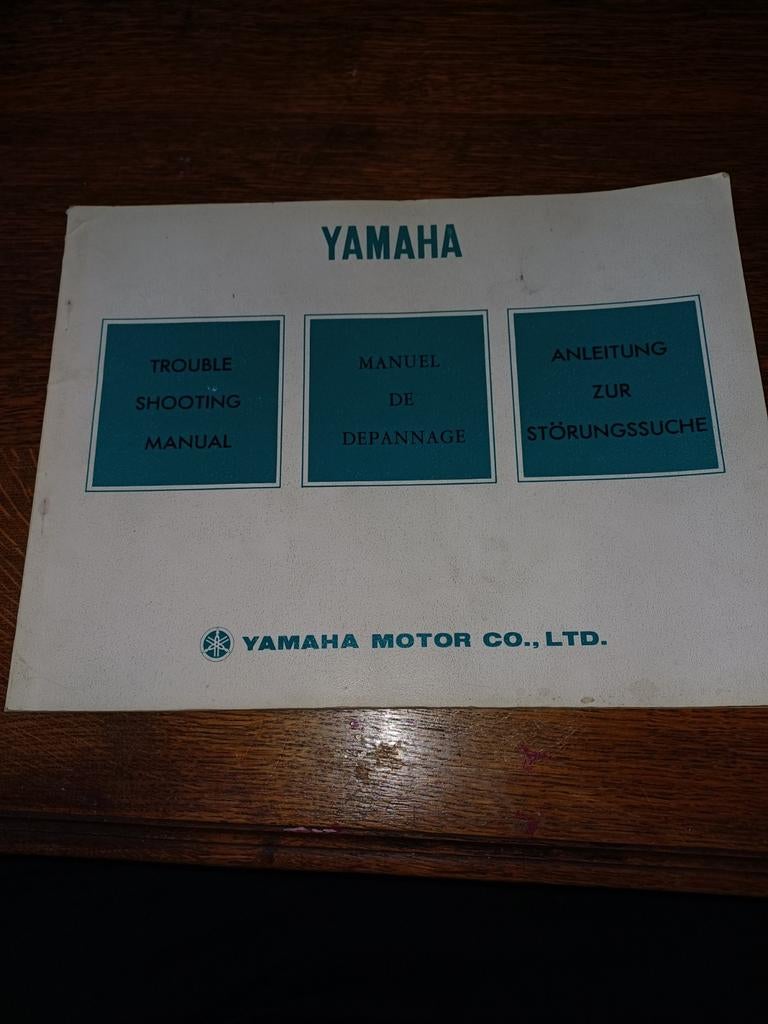 YAMAHA
TROUBLE
SHOOTING
MANUAL
MANUEL
DE
DEPANNAGE
ANLEITUNG
ZUR
STÖRUNGSSUCHE
YAMAHA MOTOR CO., LTD.